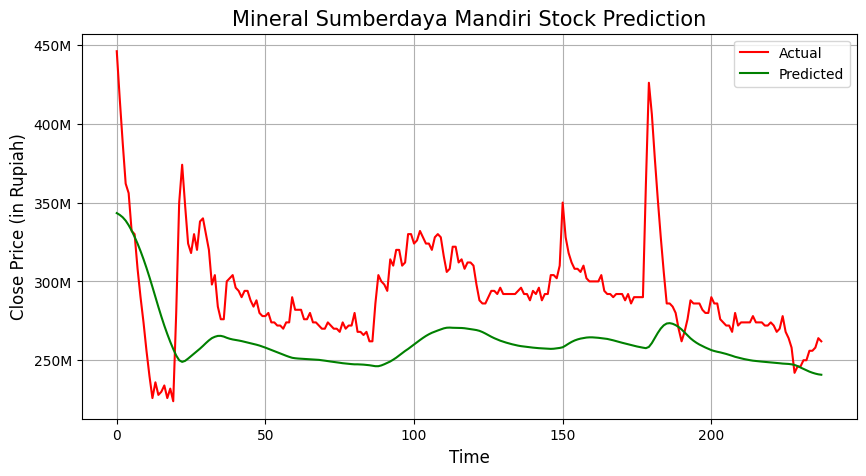 Mineral Sumberdaya Mandiri Stock Prediction
450M
400M
350M
300M
250M
Close Price (in Rupiah)
Actual
Predicted
0
50
100
150
200
Time